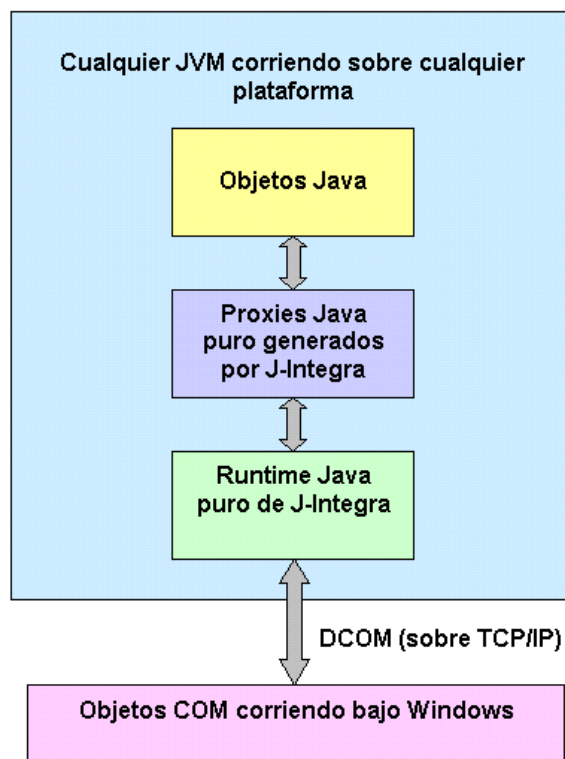 Cualquier JVM corriendo sobre cualquier
plataforma
Objetos Java
Proxies Java
puro generados
por J-Integra
Runtime Java
puro de J-Integra
DCOM (sobre TCP/IP)
Objetos COM corriendo bajo Windows